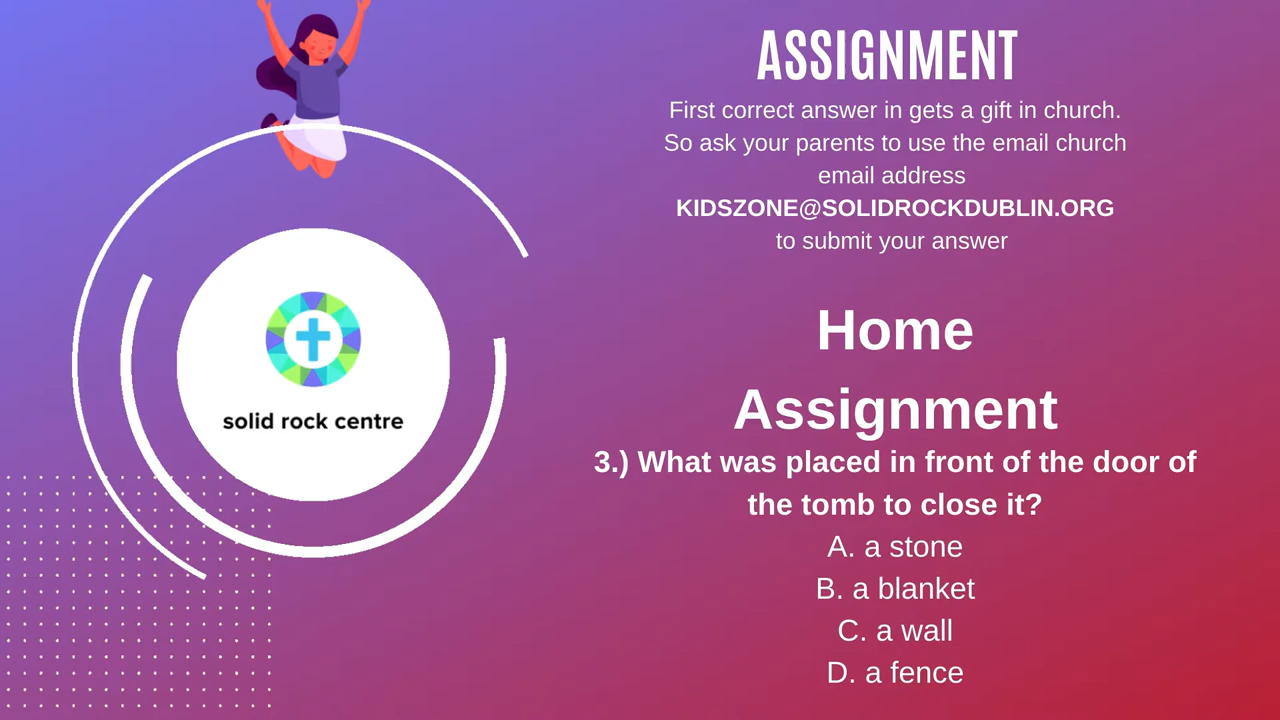 ASSIGNMENT
First correct answer in gets a gift in church.
So ask your parents to use the email church
email address
KIDSZONE@SOLIDROCKDUBLIN.ORG
to submit your answer
Home
Assignment
3.) What was placed in front of the door of
the tomb to close it?
A. a stone
B. a blanket
C. a wall
D. a fence
solid rock centre